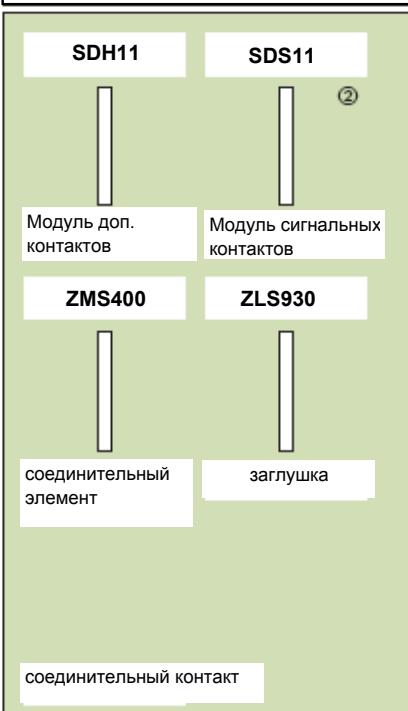 SDH11
SDS11
②
Модуль доп.
контактов
Модуль сигнальных
контактов
ZMS400
ZLS930
соединительный
элемент
заглушка
соединительный контакт